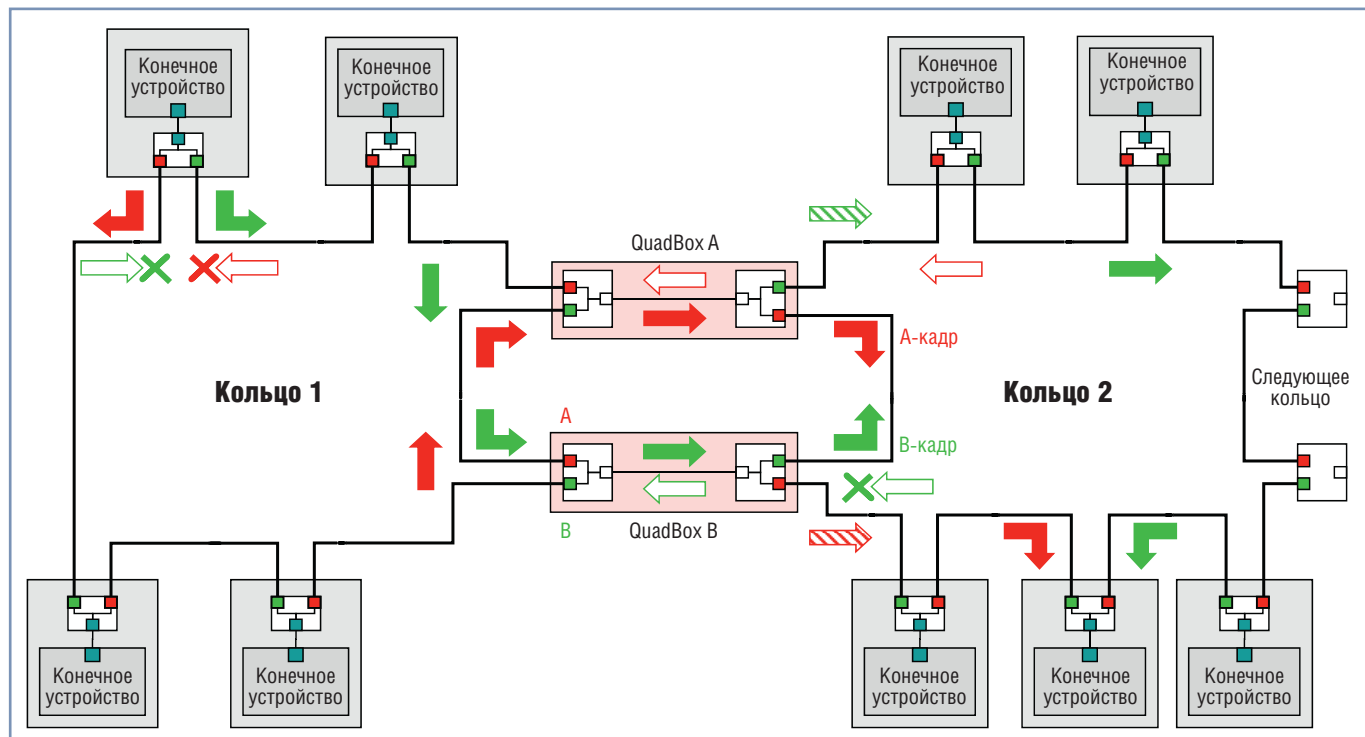 Конечное
устройство
Конечное
устройство
Конечное
устройство
Конечное
устройство
QuadBox A
А-кадр
Кольцо 1
Кольцо 2
Следующее
кольцо
A
В-кадр
B
QuadBox B
Конечное
устройство
Конечное
устройство
Конечное
устройство
Конечное
устройство
Конечное
устройство